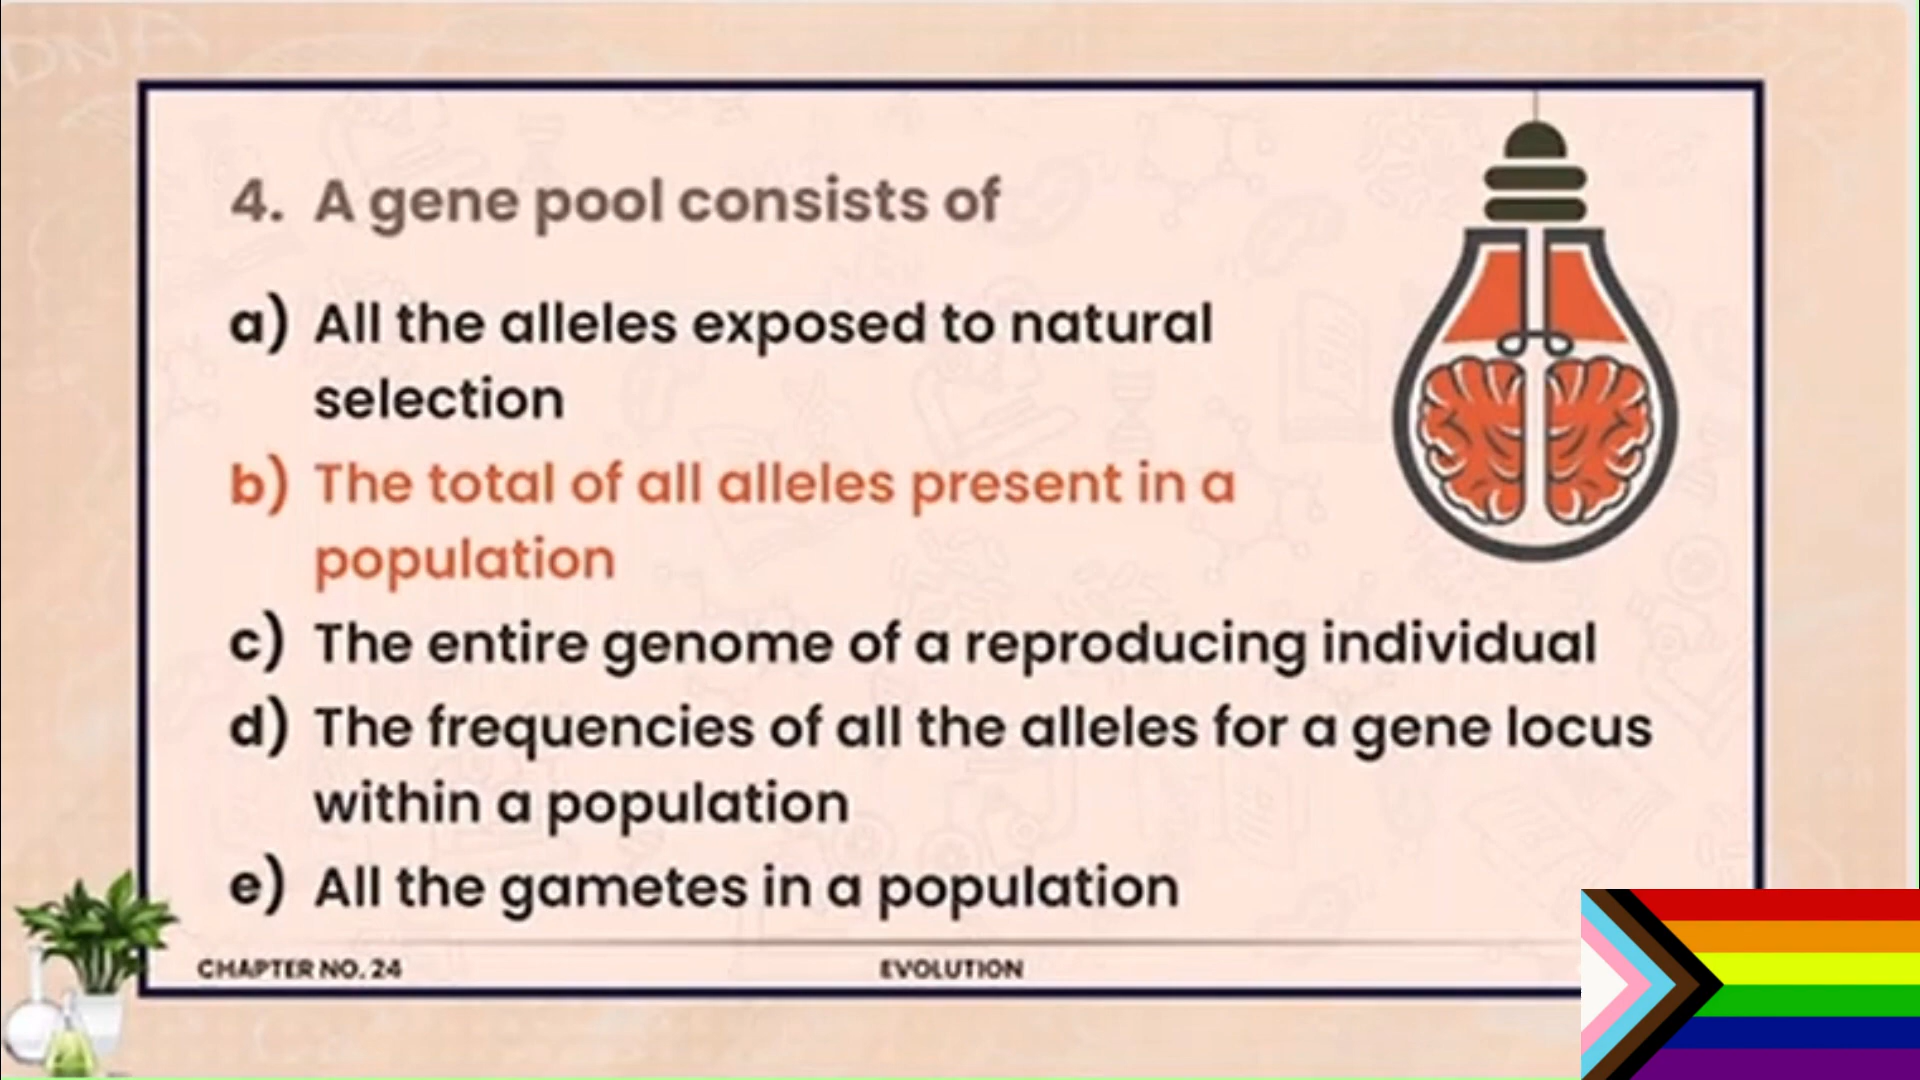 4. A gene pool consists of
a) All the alleles exposed to natural
selection
b) The total of all alleles present in a
population
c) The entire genome of a reproducing individual
d) The frequencies of all the alleles for a gene locus
within a population
e) All the gametes in a population
CHAPTER NO. 24
EVOLUTION